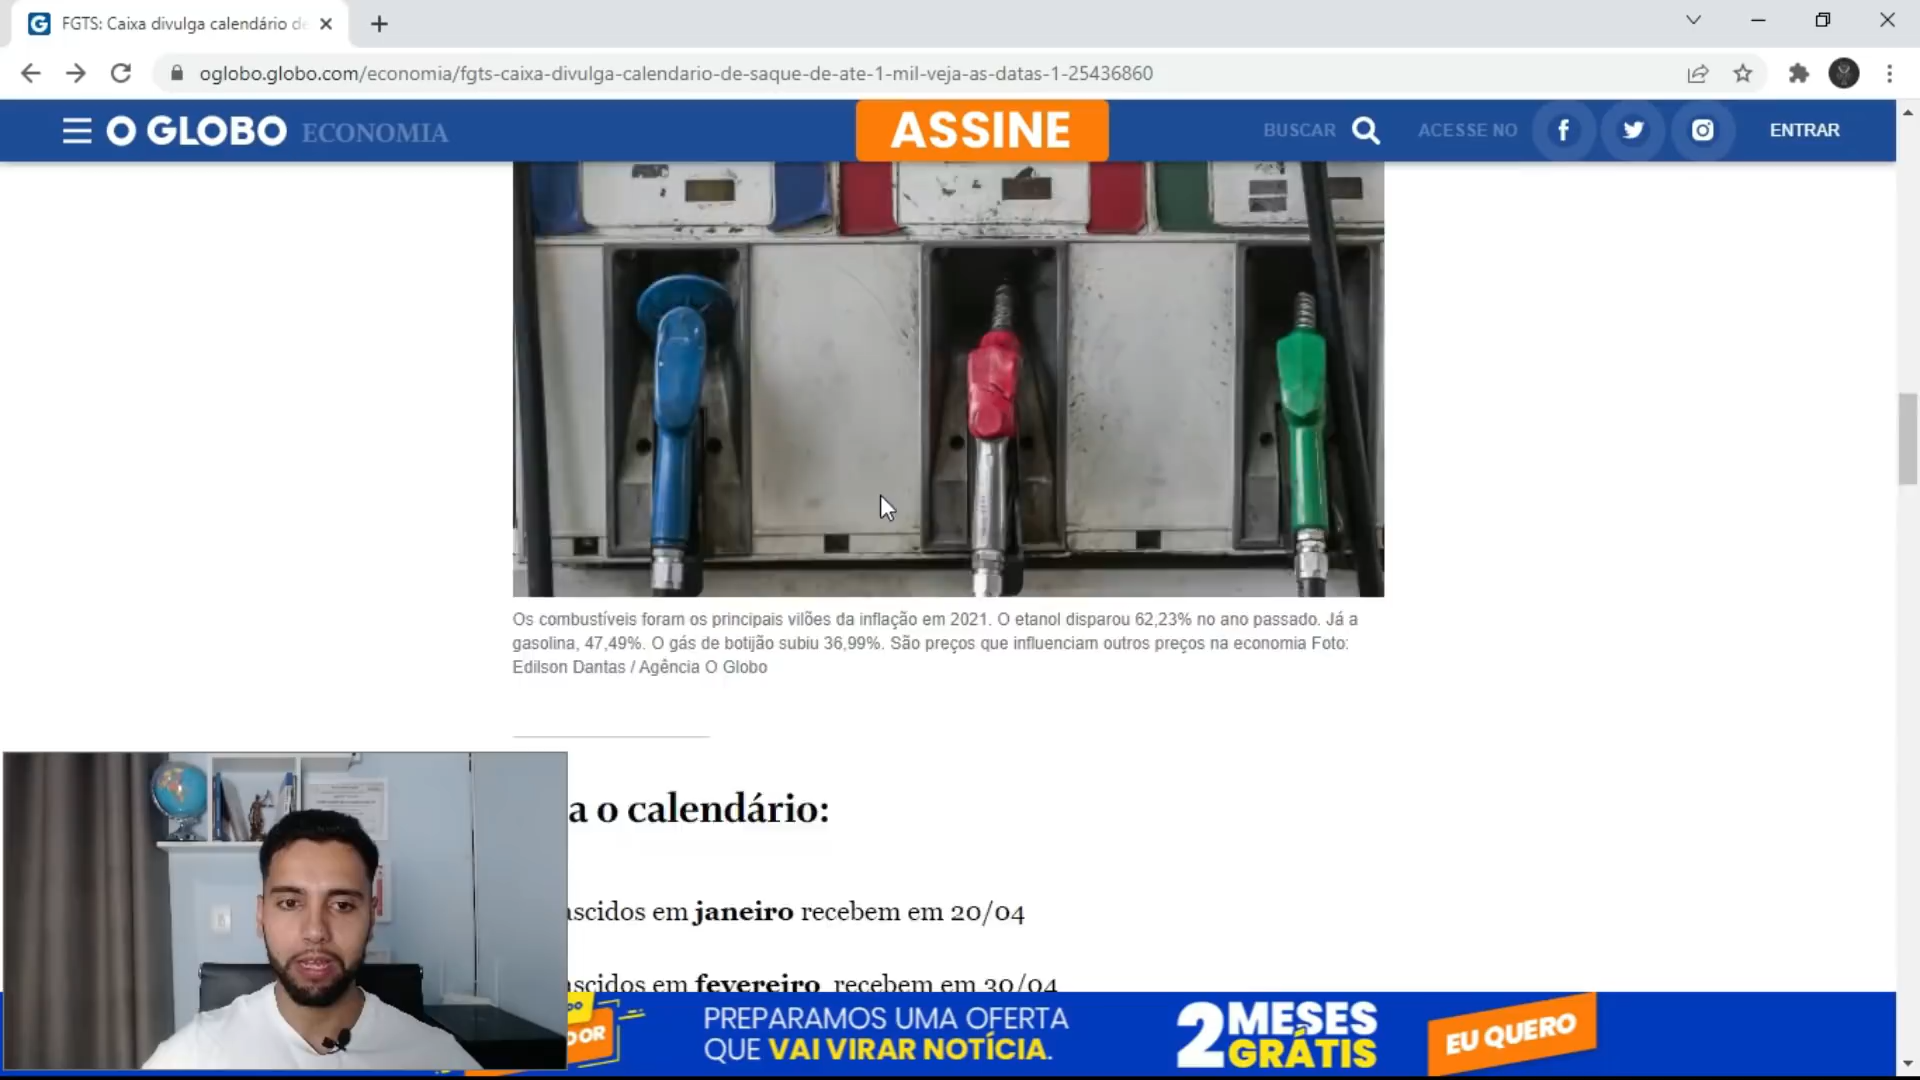 FGTS: Caixa divulga calendário de
oglobo.globo.com/economia/fgts-caixa-divulga-calendario-de-saque-de-ate-1-mil-veja-as-datas-1-25436860
O GLOBO ECONOMIA
ASSINE
BUSCAR
ACESSE NO
ENTRAR
Os combustíveis foram os principais vilões da inflação em 2021. O etanol disparou 62,23% no ano passado. Já a
gasolina, 47,49%. O gás de botijão subiu 36,99%. São preços que influenciam outros preços na economia Foto:
Edilson Dantas / Agência O Globo
a o calendário:
scidos em janeiro recebem em 20/04
scidos em fevereiro recebem em 30/04
DOR
PREPARAMOS UMA OFERTA
QUE VAI VIRAR NOTÍCIA.
2 MESES
GRÁTIS
EU QUERO